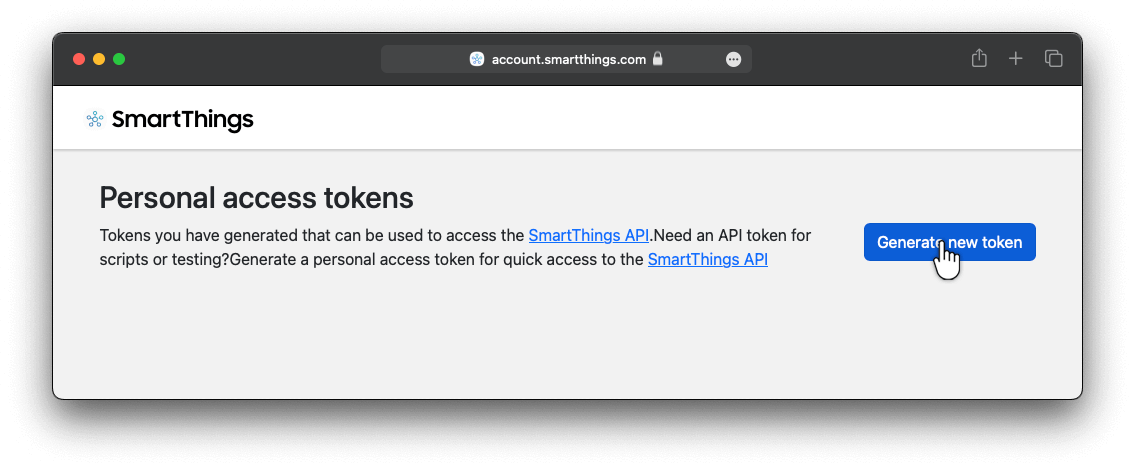 account.smartthings.com
SmartThings
Personal access tokens
Tokens you have generated that can be used to access the SmartThings API.Need an API token for
scripts or testing?Generate a personal access token for quick access to the SmartThings API
Generate new token